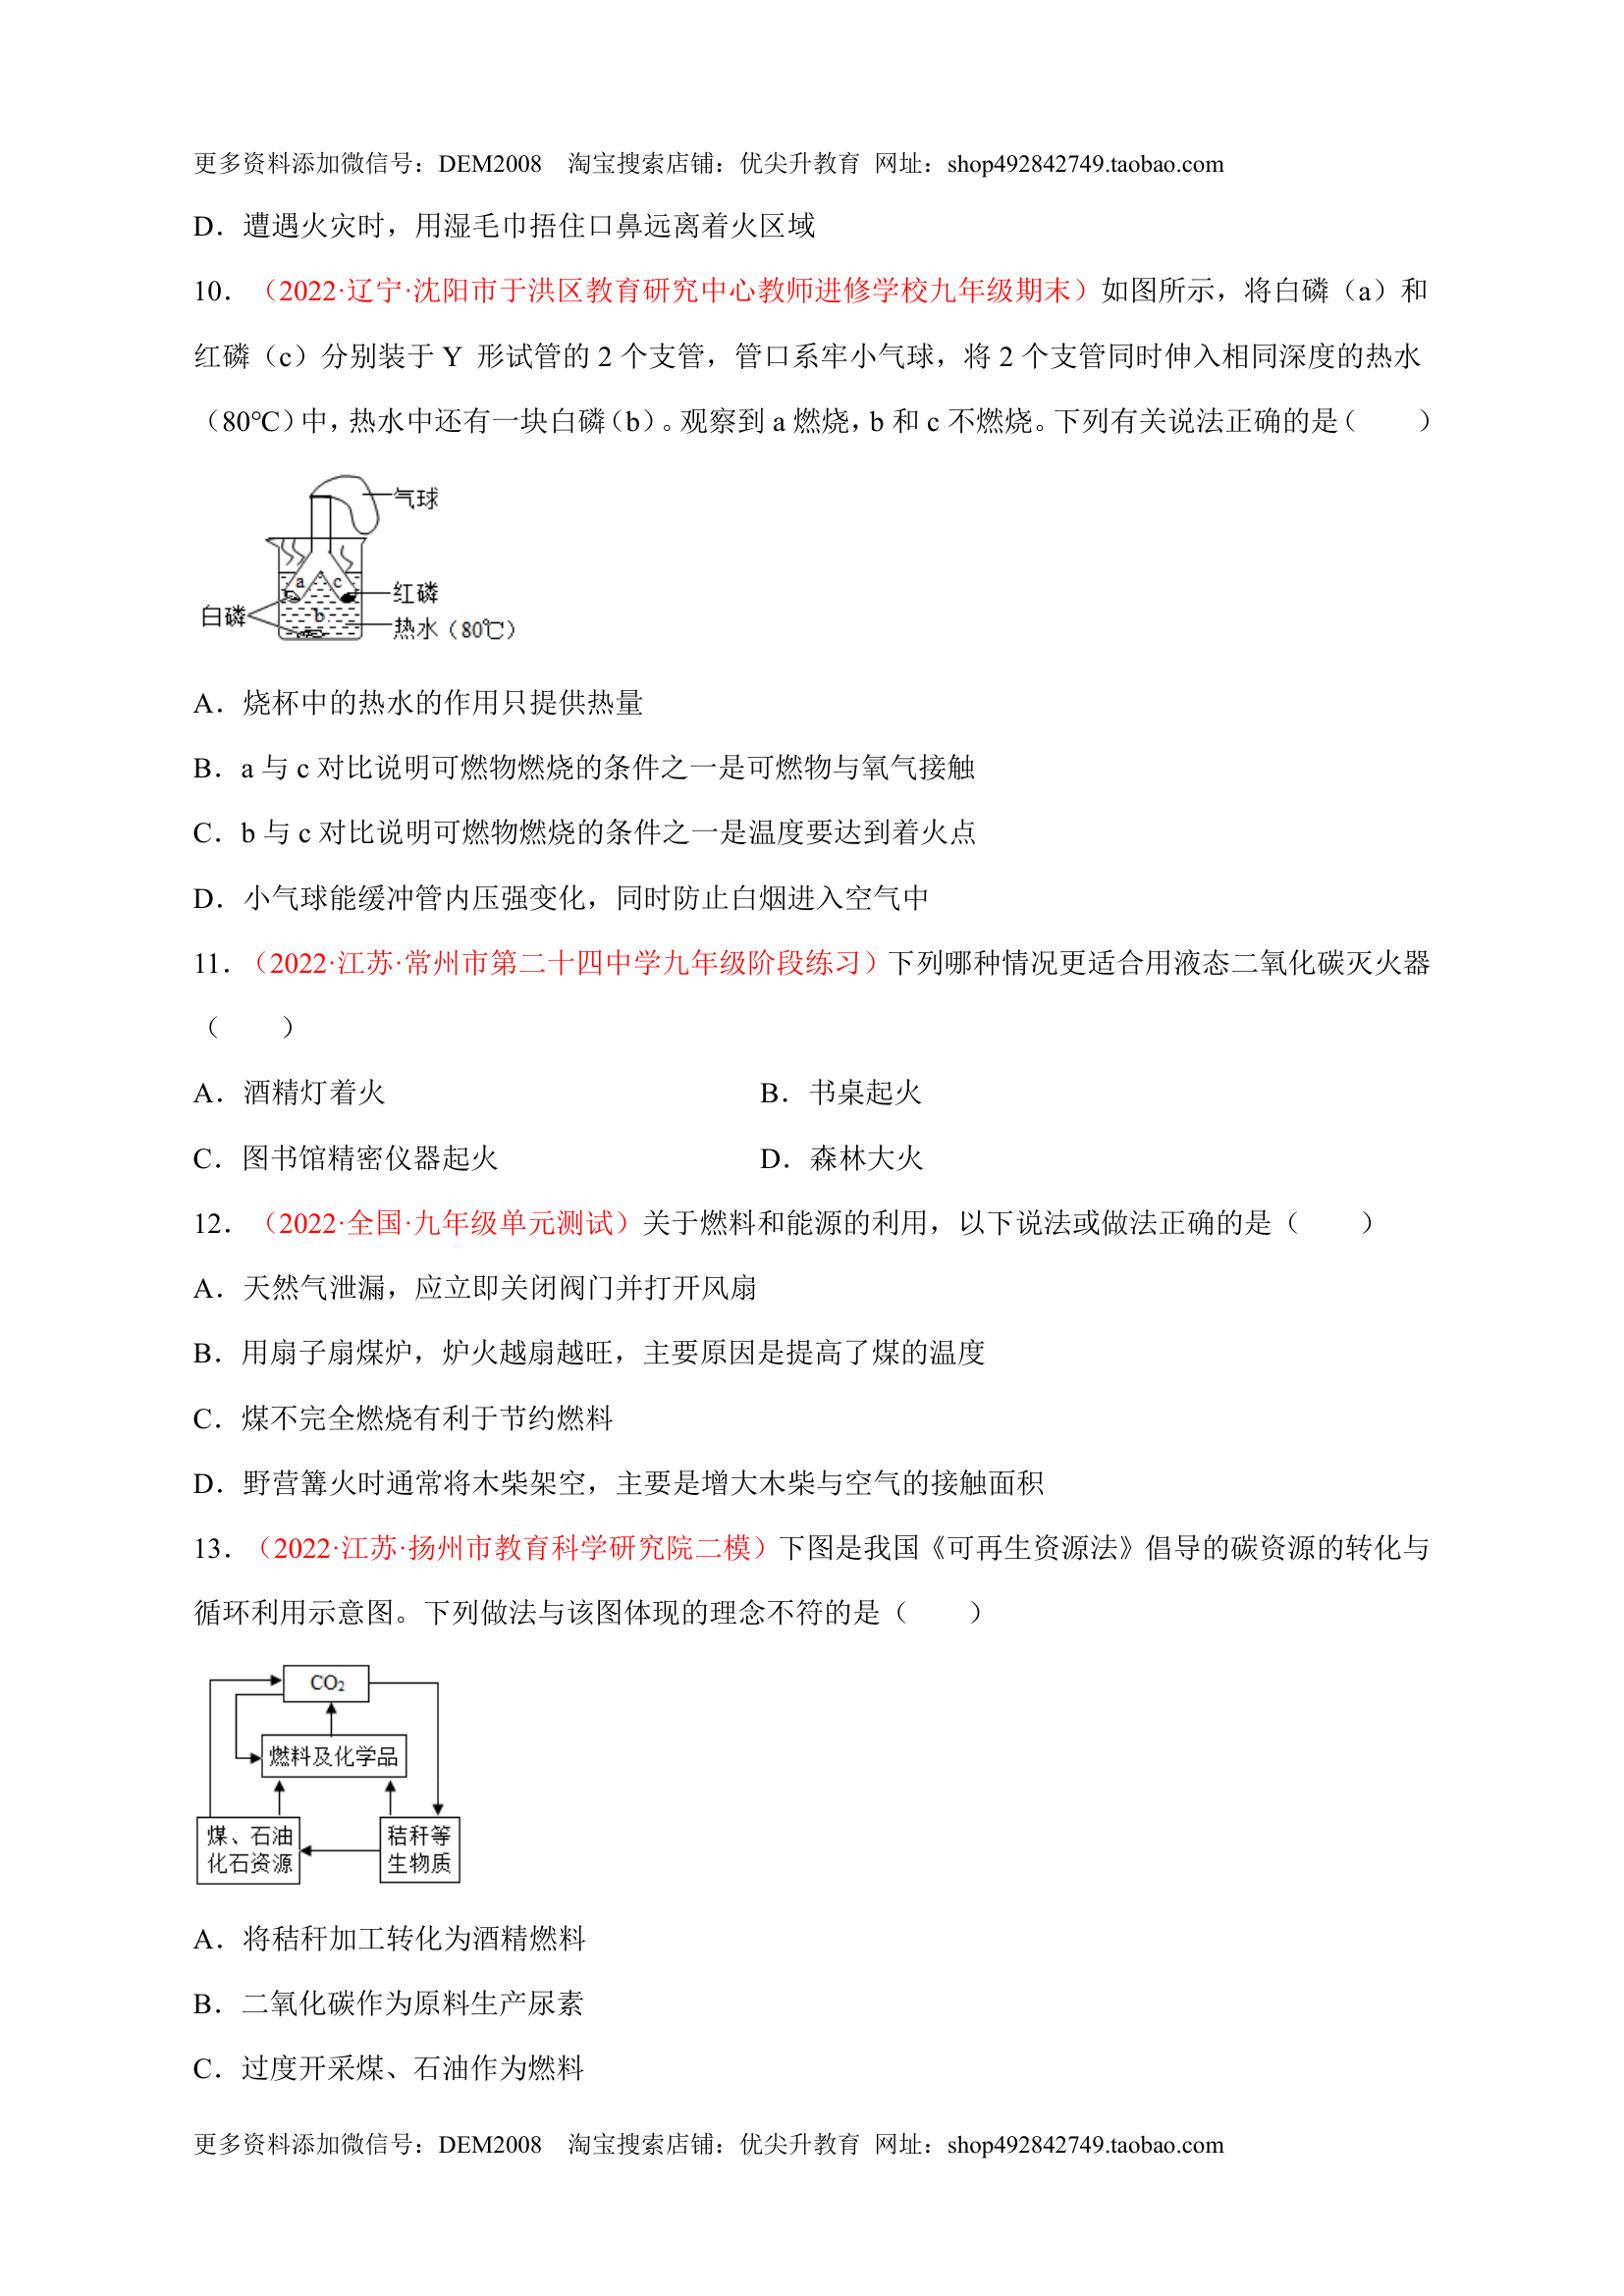 更多资料添加微信号：DEM2008　淘宝搜索店铺：优尖升教育 网址：shop492842749.taobao.com
D．遭遇火灾时，用湿毛巾捂住口鼻远离着火区域
10．（2022·辽宁·沈阳市于洪区教育研究中心教师进修学校九年级期末）如图所示，将白磷（a）和
红磷（c）分别装于 Y 形试管的 2 个支管，管口系牢小气球，将 2 个支管同时伸入相同深度的热水
（80℃）中，热水中还有一块白磷（b）。观察到 a 燃烧，b 和 c 不燃烧。下列有关说法正确的是（　　）
气球
a c
红磷
白磷 b
热水（80℃）
A．烧杯中的热水的作用只提供热量
B．a 与 c 对比说明可燃物燃烧的条件之一是可燃物与氧气接触
C．b 与 c 对比说明可燃物燃烧的条件之一是温度要达到着火点
D．小气球能缓冲管内压强变化，同时防止白烟进入空气中
11．（2022·江苏·常州市第二十四中学九年级阶段练习）下列哪种情况更适合用液态二氧化碳灭火器
（　　）
A．酒精灯着火　B．书桌起火
C．图书馆精密仪器起火　D．森林大火
12．（2022·全国·九年级单元测试）关于燃料和能源的利用，以下说法或做法正确的是（　　）
A．天然气泄漏，应立即关闭阀门并打开风扇
B．用扇子扇煤炉，炉火越扇越旺，主要原因是提高了煤的温度
C．煤不完全燃烧有利于节约燃料
D．野营篝火时通常将木柴架空，主要是增大木柴与空气的接触面积
13．（2022·江苏·扬州市教育科学研究院二模）下图是我国《可再生资源法》倡导的碳资源的转化与
循环利用示意图。下列做法与该图体现的理念不符的是（　　）
CO₂
燃料及化学品
煤、石油 秸秆等
化石资源 生物质
A．将秸秆加工转化为酒精燃料
B．二氧化碳作为原料生产尿素
C．过度开采煤、石油作为燃料
更多资料添加微信号：DEM2008　淘宝搜索店铺：优尖升教育 网址：shop492842749.taobao.com